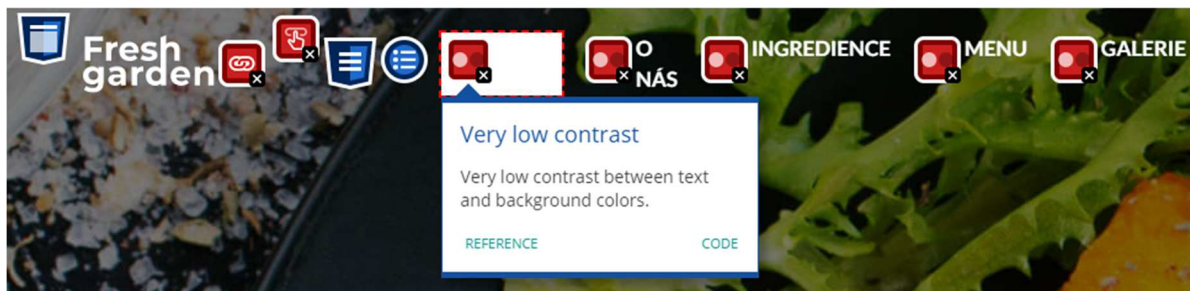 Fresh
garden
O
NÁS
INGREDIENCE
MENU
GALERIE
Very low contrast
Very low contrast between text
and background colors.
REFERENCE
CODE